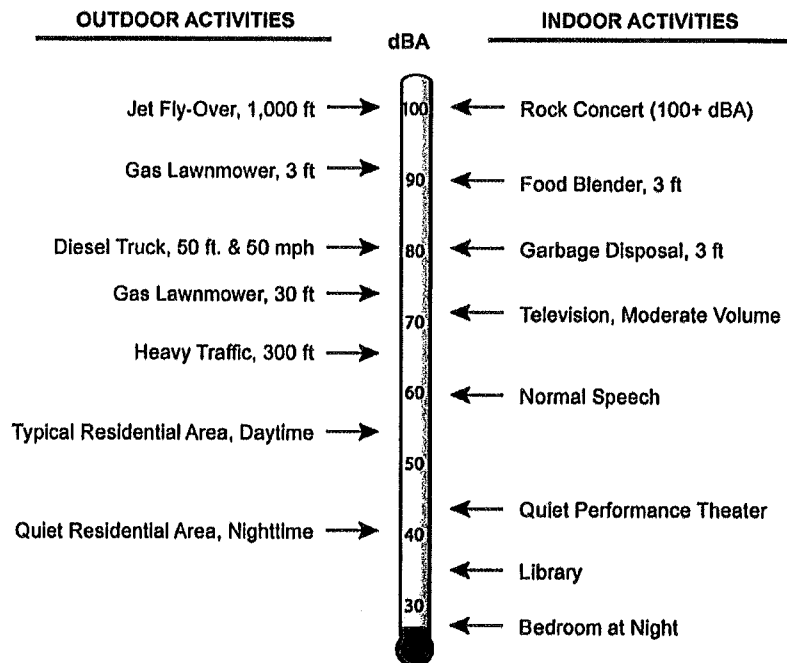 OUTDOOR ACTIVITIES
dBA
INDOOR ACTIVITIES
Jet Fly-Over, 1,000 ft
100
Rock Concert (100+ dBA)
Gas Lawnmower, 3 ft
90
Food Blender, 3 ft
Diesel Truck, 50 ft. & 50 mph
80
Garbage Disposal, 3 ft
Gas Lawnmower, 30 ft
70
Television, Moderate Volume
Heavy Traffic, 300 ft
60
Normal Speech
Typical Residential Area, Daytime
50
Quiet Performance Theater
Quiet Residential Area, Nighttime
40
Library
30
Bedroom at Night